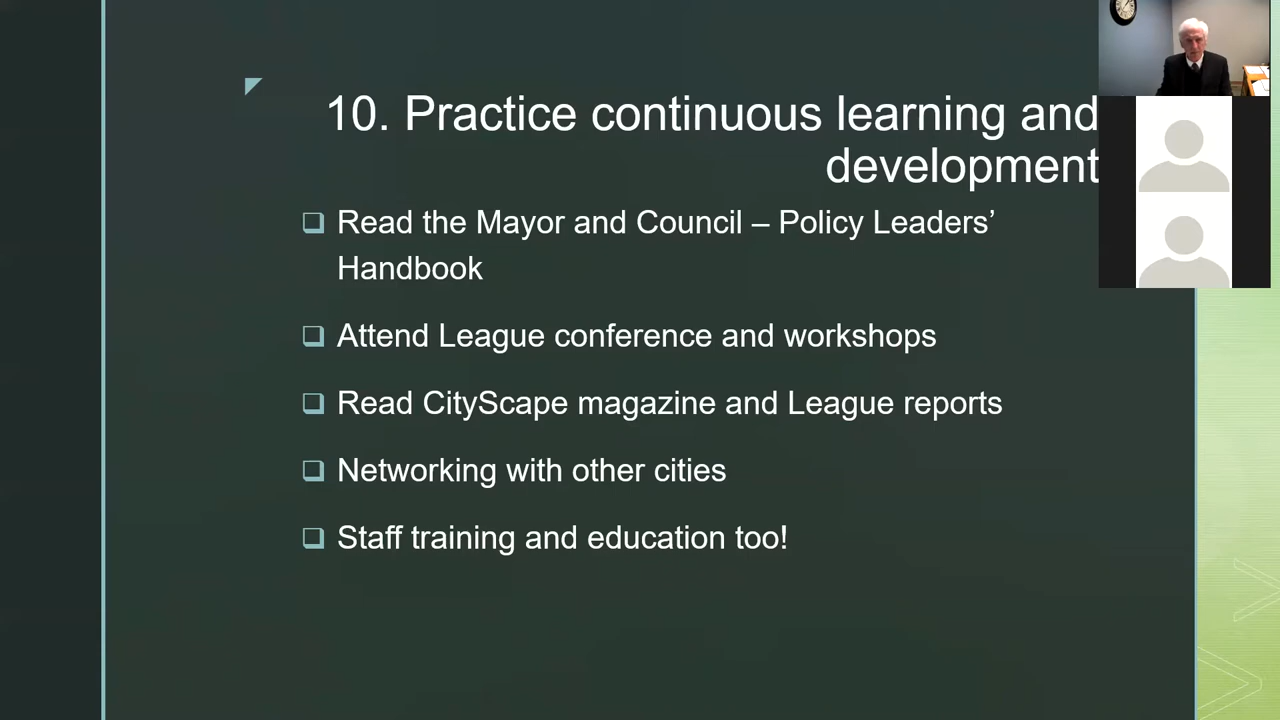 10. Practice continuous learning and
development
❑ Read the Mayor and Council – Policy Leaders’
Handbook
❑ Attend League conference and workshops
❑ Read CityScape magazine and League reports
❑ Networking with other cities
❑ Staff training and education too!